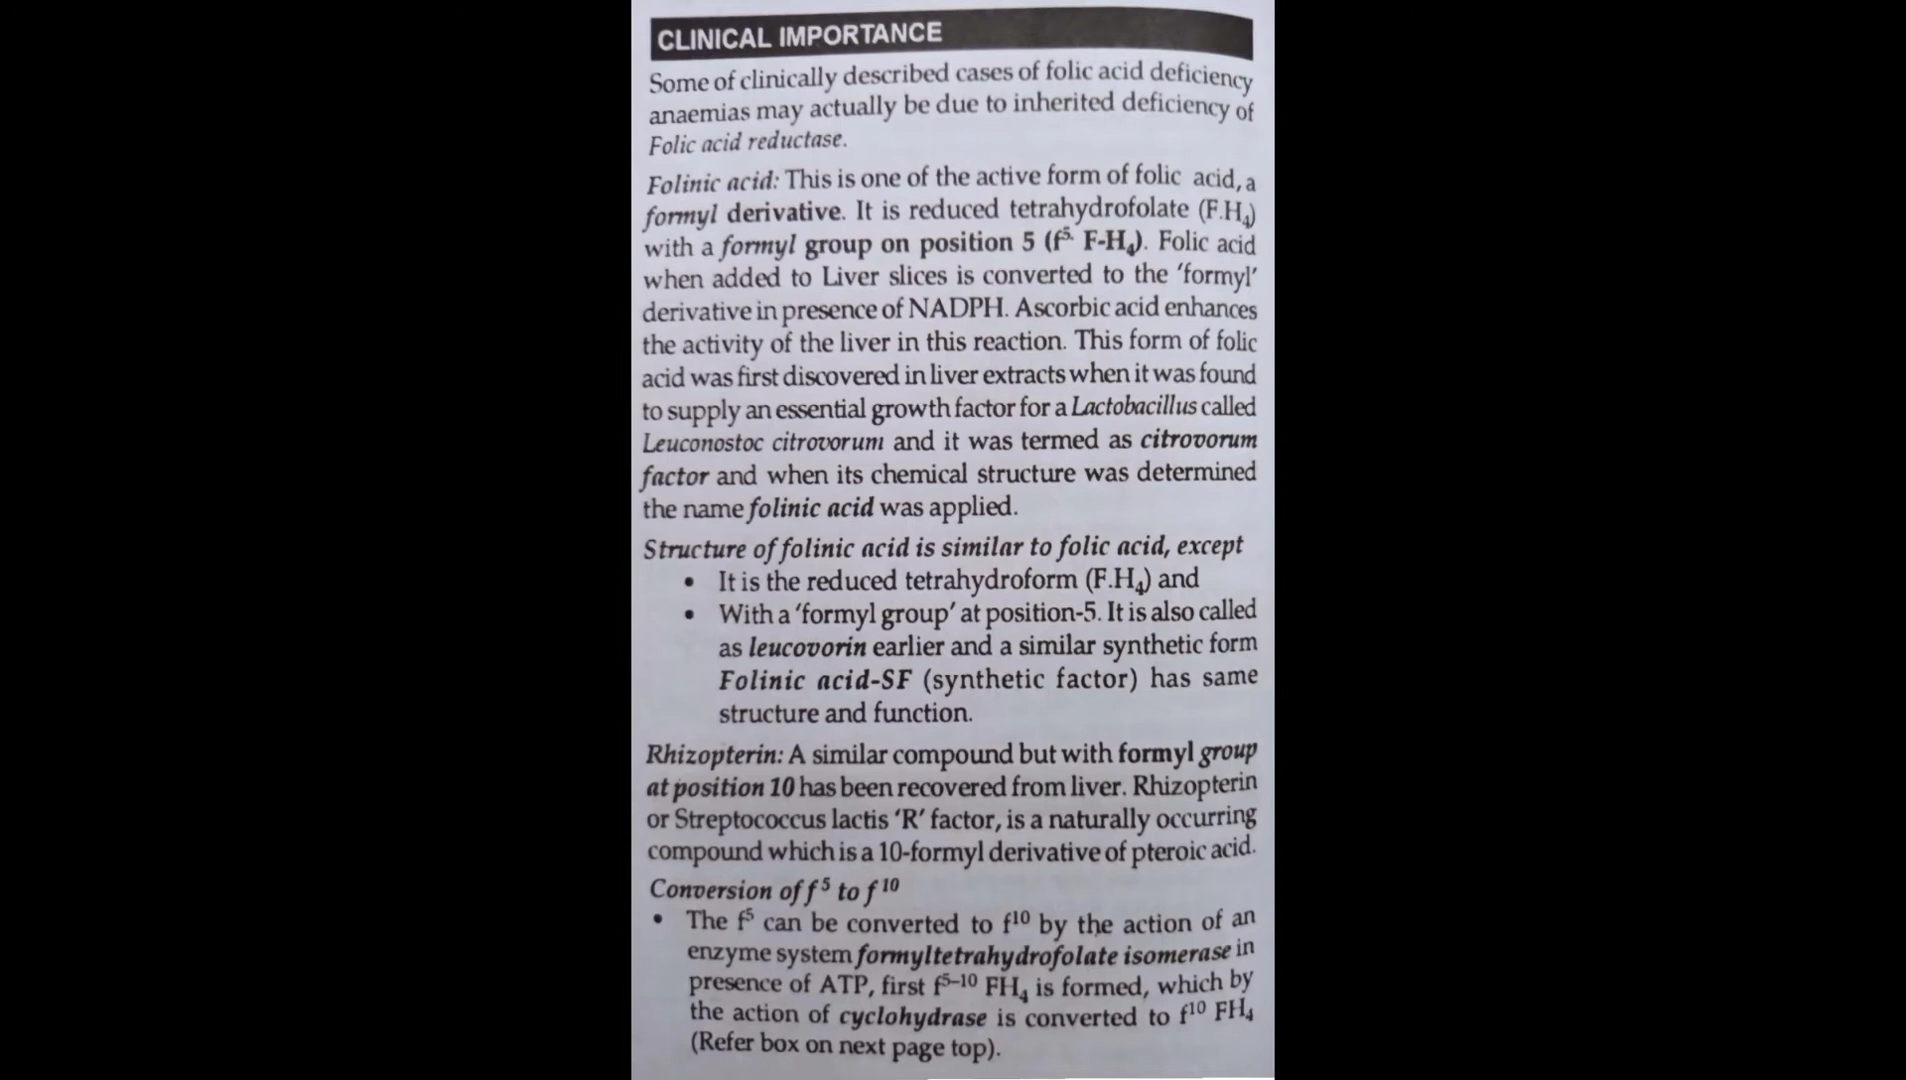 CLINICAL IMPORTANCE
Some of clinically described cases of folic acid deficiency
anaemias may actually be due to inherited deficiency of
Folic acid reductase.
Folinic acid: This is one of the active form of folic acid, a
formyl derivative. It is reduced tetrahydrofolate (F.H₄)
with a formyl group on position 5 (f⁵· F-H₄). Folic acid
when added to Liver slices is converted to the ‘formyl’
derivative in presence of NADPH. Ascorbic acid enhances
the activity of the liver in this reaction. This form of folic
acid was first discovered in liver extracts when it was found
to supply an essential growth factor for a Lactobacillus called
Leuconostoc citrovorum and it was termed as citrovorum
factor and when its chemical structure was determined
the name folinic acid was applied.
Structure of folinic acid is similar to folic acid, except
• It is the reduced tetrahydroform (F.H₄) and
• With a ‘formyl group’ at position-5. It is also called
as leucovorin earlier and a similar synthetic form
Folinic acid-SF (synthetic factor) has same
structure and function.
Rhizopterin: A similar compound but with formyl group
at position 10 has been recovered from liver. Rhizopterin
or Streptococcus lactis ‘R’ factor, is a naturally occurring
compound which is a 10-formyl derivative of pteroic acid.
Conversion of f⁵ to f¹⁰
• The f⁵ can be converted to f¹⁰ by the action of an
enzyme system formyltetrahydrofolate isomerase in
presence of ATP, first f⁵⁻¹⁰ FH₄ is formed, which by
the action of cyclohydrase is converted to f¹⁰ FH₄
(Refer box on next page top).